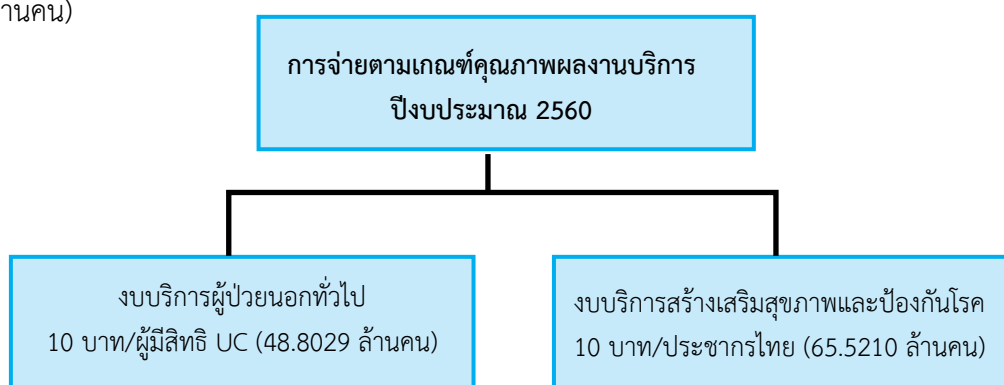 านคน)
การจ่ายตามเกณฑ์คุณภาพผลงานบริการ
ปีงบประมาณ 2560
งบบริการผู้ป่วยนอกทั่วไป
10 บาท/ผู้มีสิทธิ UC (48.8029 ล้านคน)
งบบริการสร้างเสริมสุขภาพและป้องกันโรค
10 บาท/ประชากรไทย (65.5210 ล้านคน)